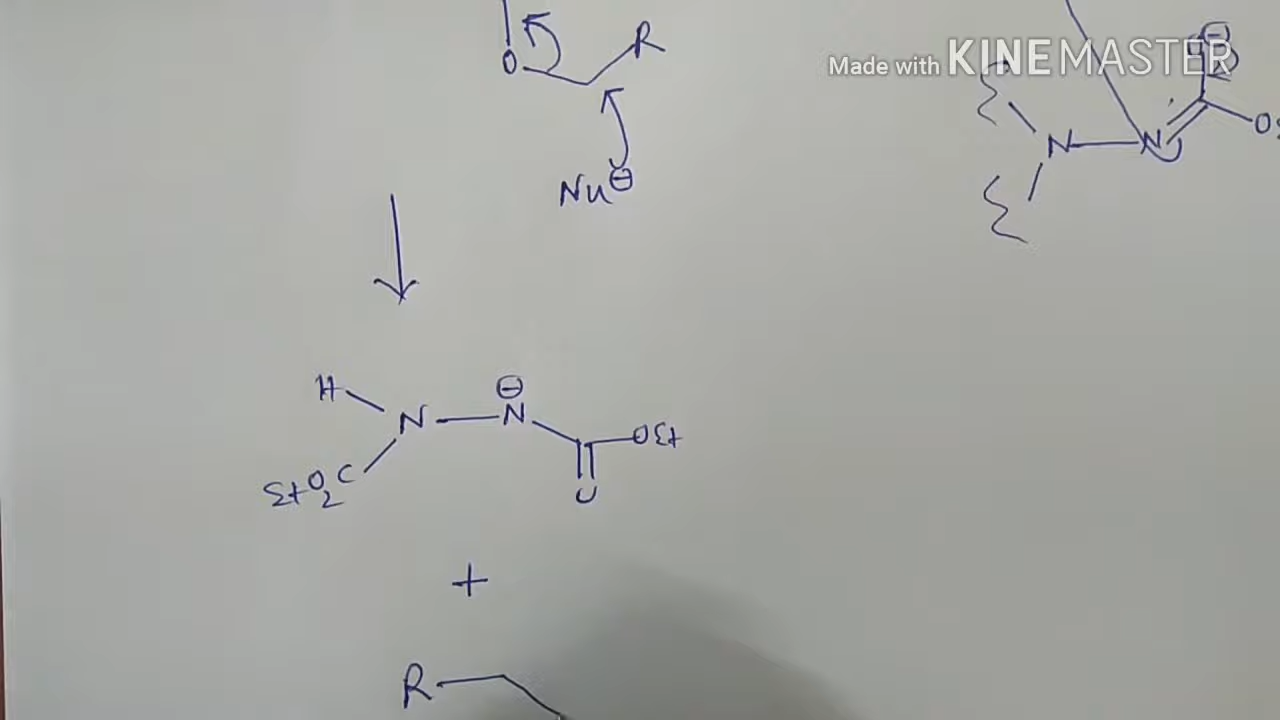 Made with KINEMASTER
O R
Nu⊖
N N O
H N N⊖ OEt
EtO2C O
+
R